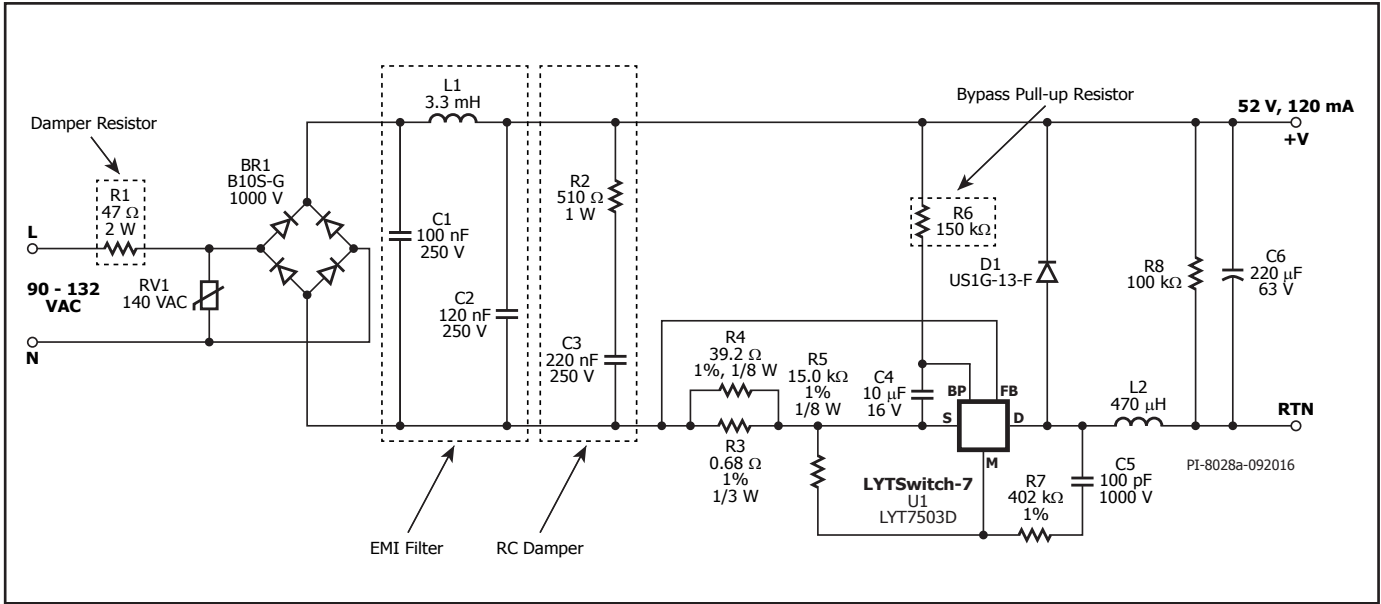 Damper Resistor
R1
47 Ω
2 W
L
90 - 132
VAC
N
RV1
140 VAC
BR1
B10S-G
1000 V
L1
3.3 mH
C1
100 nF
250 V
C2
120 nF
250 V
EMI Filter
R2
510 Ω
1 W
C3
220 nF
250 V
RC Damper
R4
39.2 Ω
1%, 1/8 W
R3
0.68 Ω
1%
1/3 W
R5
15.0 kΩ
1%
1/8 W
C4
10 μF
16 V
Bypass Pull-up Resistor
R6
150 kΩ
BP
FB
S
D
M
LYTSwitch-7
U1
LYT7503D
D1
US1G-13-F
R7
402 kΩ
1%
C5
100 pF
1000 V
L2
470 μH
R8
100 kΩ
C6
220 μF
63 V
52 V, 120 mA
+V
RTN
PI-8028a-092016